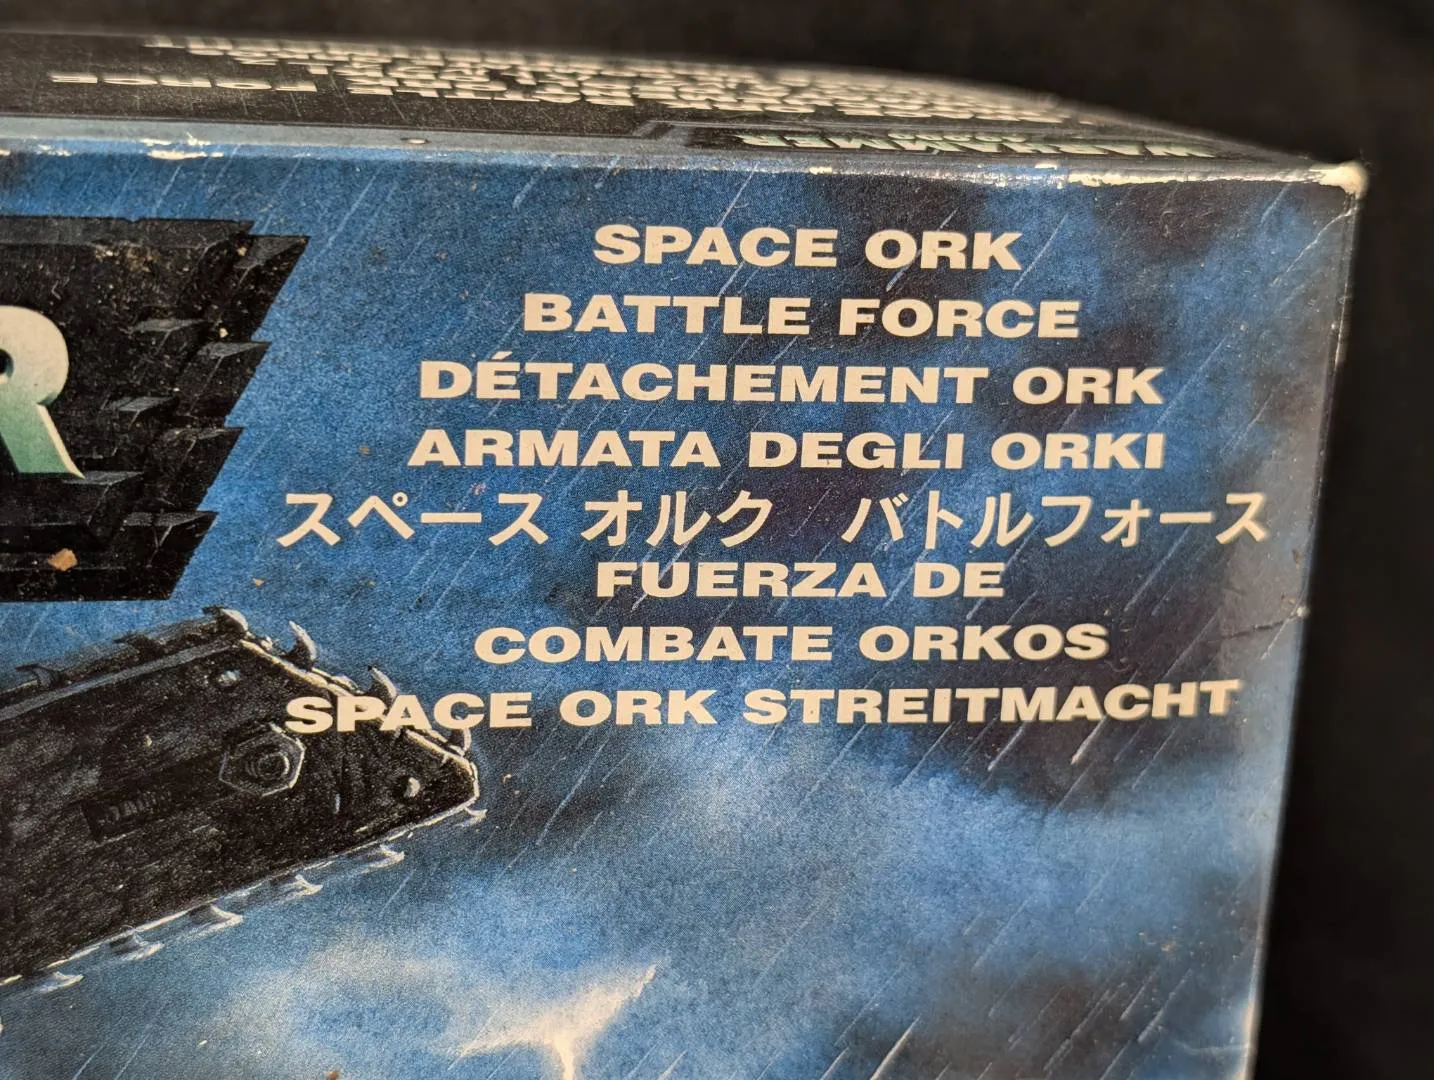 WARHAMMER
R
SPACE ORK
BATTLE FORCE
DÉTACHEMENT ORK
ARMATA DEGLI ORKI
スペース オルク　バトルフォース
FUERZA DE
COMBATE ORKOS
SPACE ORK STREITMACHT